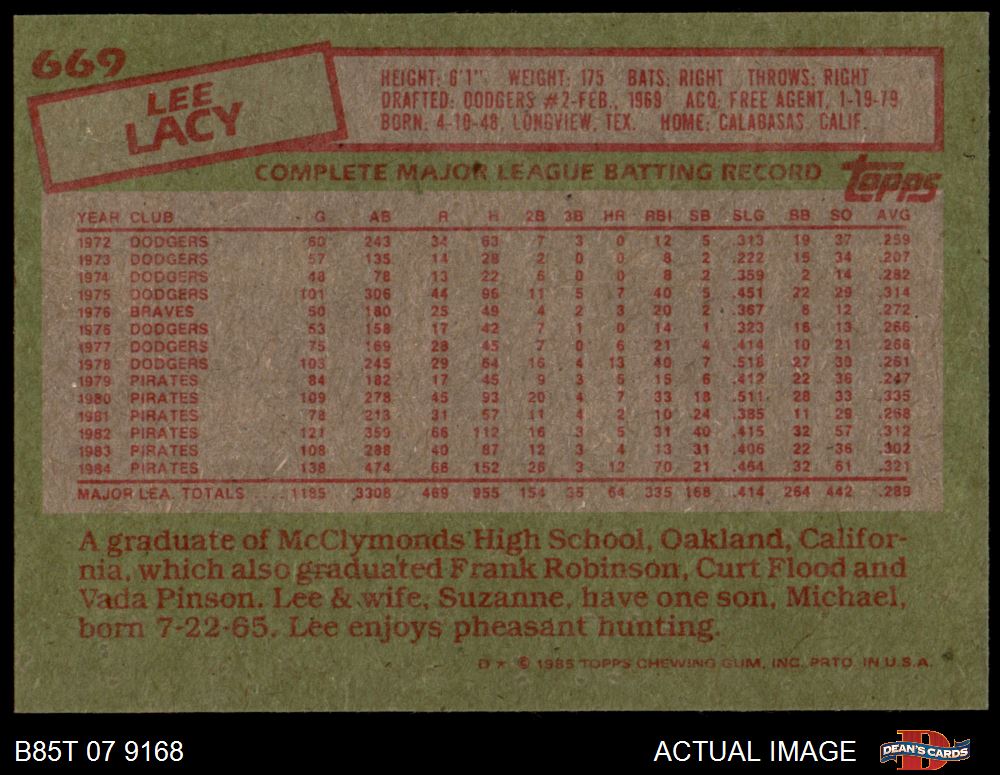 669
LEE
LACY
HEIGHT: 6'1" WEIGHT: 175 BATS: RIGHT THROWS: RIGHT
DRAFTED: DODGERS #2-FEB., 1969 ACQ: FREE AGENT, 1-19-79
BORN: 4-10-48, LONGVIEW, TEX. HOME: CALABASAS, CALIF.
COMPLETE MAJOR LEAGUE BATTING RECORD
topps
YEAR CLUB G AB R H 2B 3B HR RBI SB SLG BB SO AVG
1972 DODGERS 60 243 34 63 7 3 0 12 5 .313 19 37 .259
1973 DODGERS 57 135 14 28 2 0 0 8 2 .222 15 34 .207
1974 DODGERS 48 78 13 22 6 0 0 8 2 .359 2 14 .282
1975 DODGERS 101 306 44 96 11 5 7 40 5 .451 22 29 .314
1976 BRAVES 50 180 25 49 4 2 3 20 2 .367 6 12 .272
1976 DODGERS 53 158 17 42 7 1 0 14 1 .323 16 13 .266
1977 DODGERS 75 169 28 45 7 0 6 21 4 .414 10 21 .266
1978 DODGERS 103 245 29 64 16 4 13 40 7 .518 27 30 .261
1979 PIRATES 84 182 17 45 9 3 5 15 6 .412 22 36 .247
1980 PIRATES 109 278 45 93 20 4 7 33 18 .511 28 33 .335
1981 PIRATES 78 213 31 57 11 4 2 10 24 .385 11 29 .268
1982 PIRATES 121 359 66 112 16 3 5 31 40 .415 32 57 .312
1983 PIRATES 108 288 40 87 12 3 4 13 31 .406 22 36 .302
1984 PIRATES 138 474 66 152 26 3 12 70 21 .464 32 61 .321
MAJOR LEA. TOTALS 1185 3308 469 955 154 35 64 335 168 .414 264 442 .289
A graduate of McClymonds High School, Oakland, Califor-
nia, which also graduated Frank Robinson, Curt Flood and
Vada Pinson. Lee & wife, Suzanne, have one son, Michael,
born 7-22-65. Lee enjoys pheasant hunting.
D* © 1985 TOPPS CHEWING GUM, INC. PRTD. IN U.S.A.
B85T 07 9168
ACTUAL IMAGE
DEAN'S CARDS